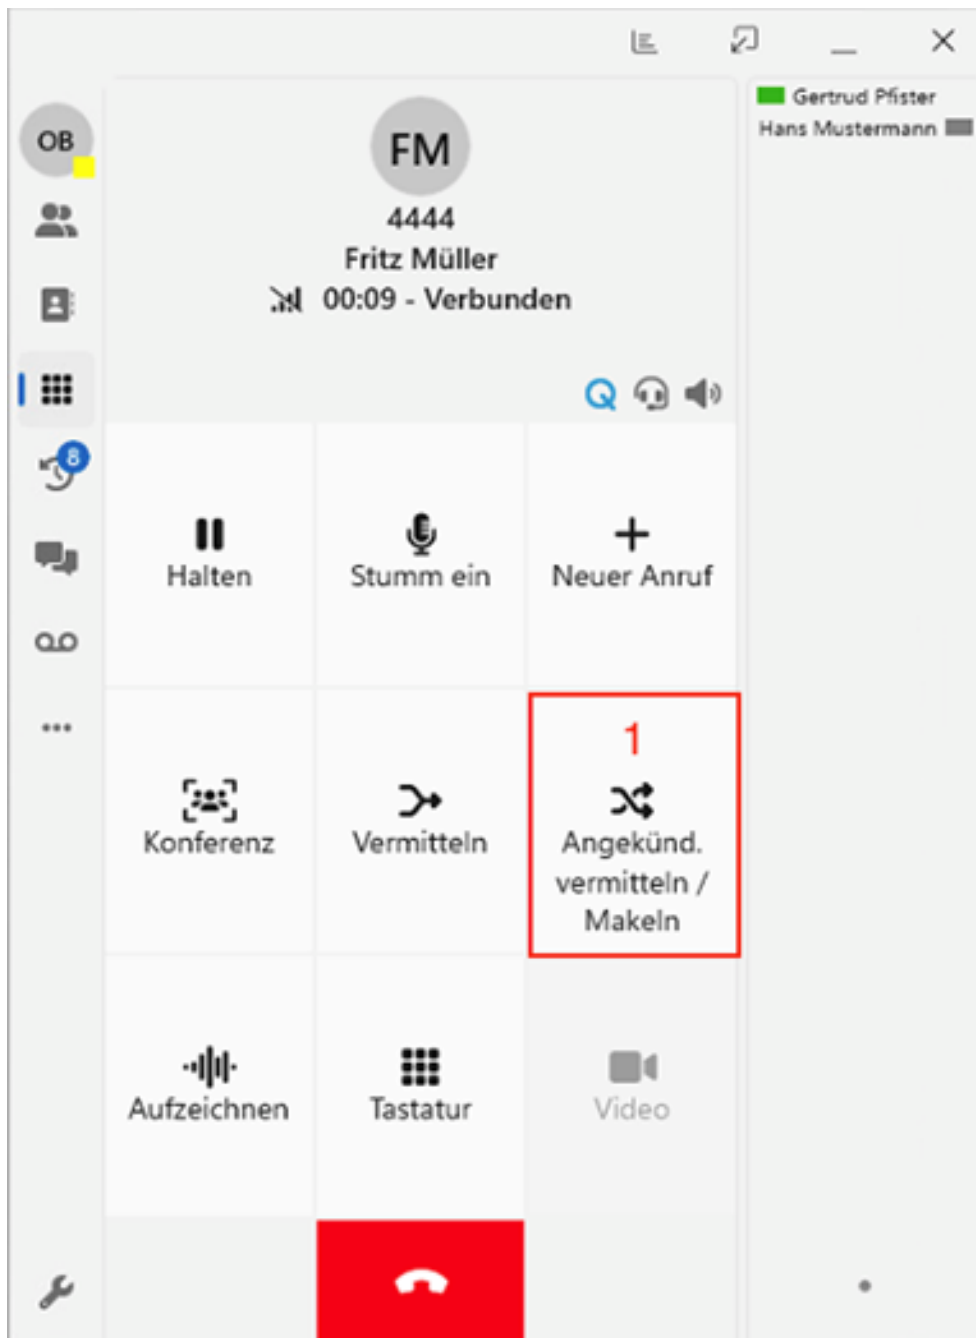 Gertrud Pfister
Hans Mustermann
OB
FM
4444
Fritz Müller
00:09 - Verbunden
8
Halten
Stumm ein
Neuer Anruf
1
Konferenz
Vermitteln
Angekünd.
vermitteln /
Makeln
Aufzeichnen
Tastatur
Video